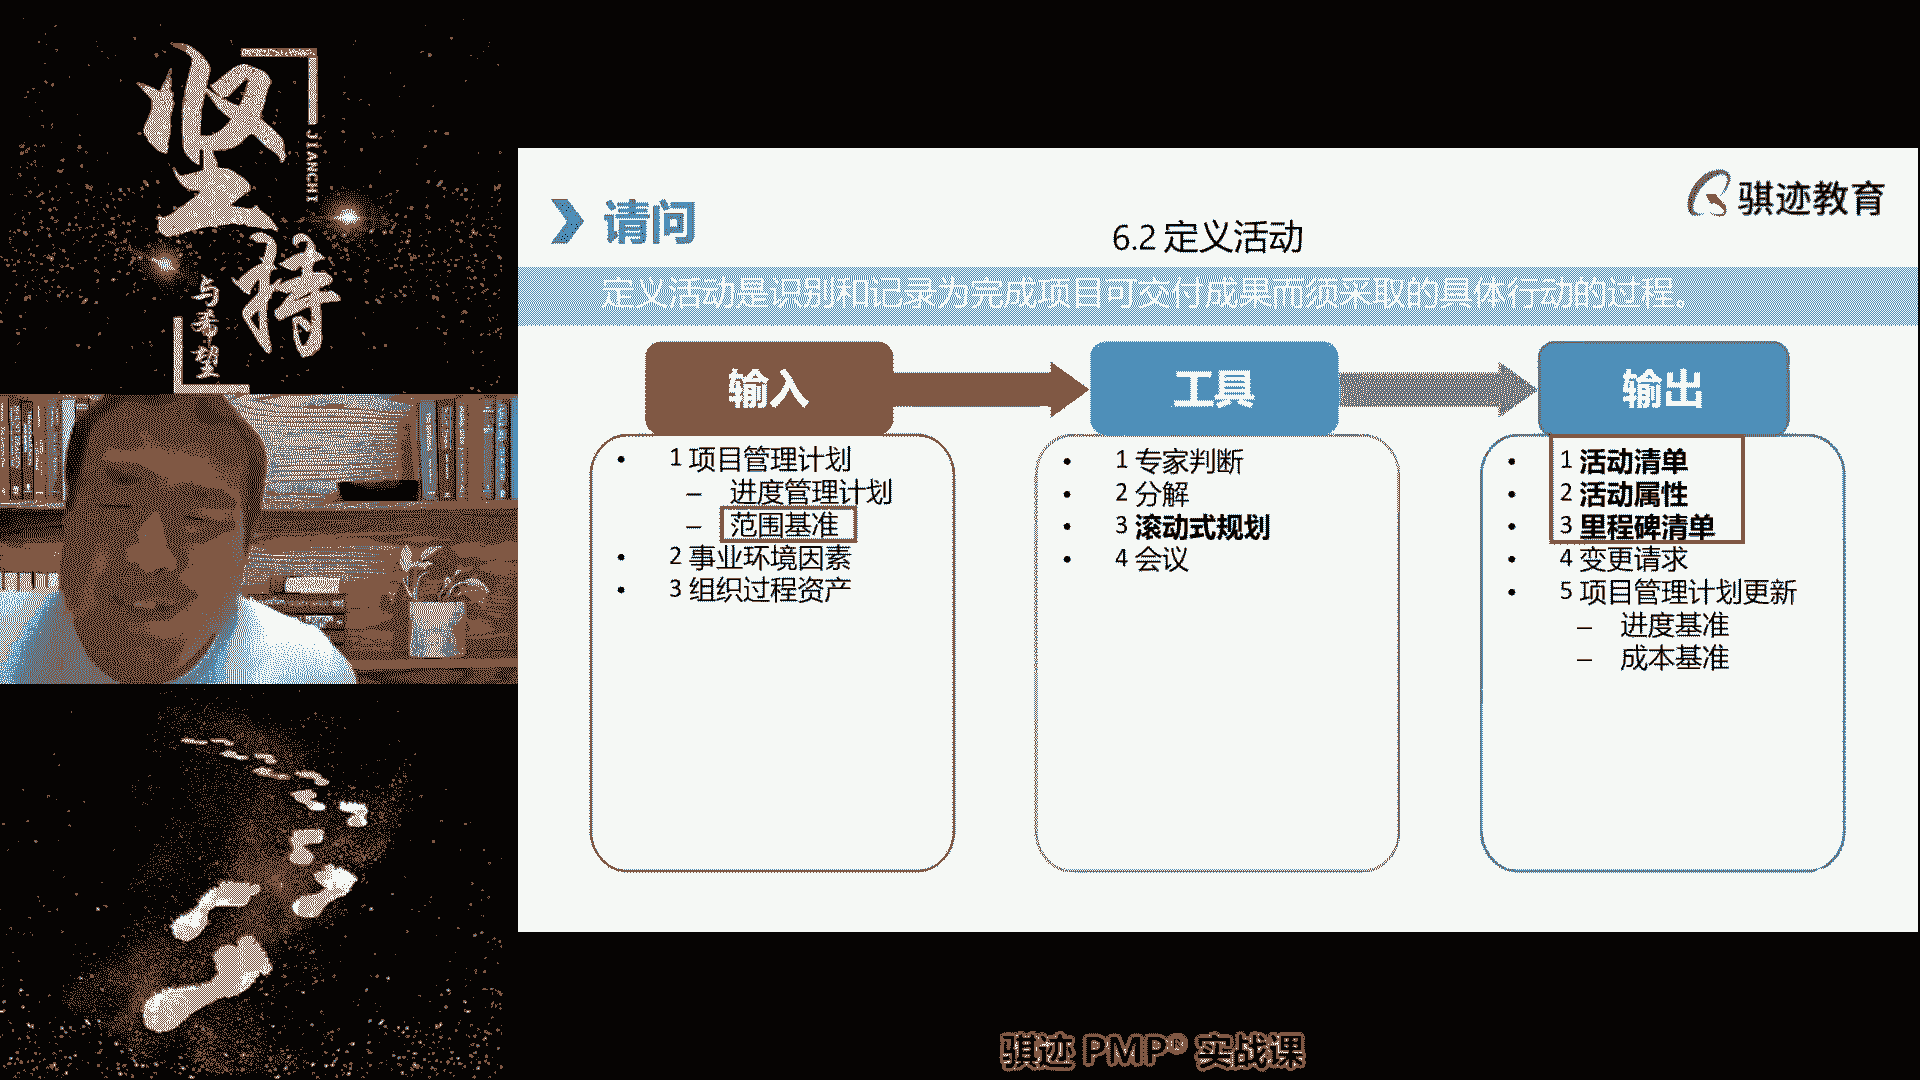 坚持
JIANCHI
与希望
请问
骐迹教育
6.2 定义活动
定义活动是识别和记录为完成项目可交付成果而须采取的具体行动的过程。
输入
• 1 项目管理计划
– 进度管理计划
– 范围基准
• 2 事业环境因素
• 3 组织过程资产
工具
• 1 专家判断
• 2 分解
• 3 滚动式规划
• 4 会议
输出
• 1 活动清单
• 2 活动属性
• 3 里程碑清单
• 4 变更请求
• 5 项目管理计划更新
– 进度基准
– 成本基准
骐迹 PMP® 实战课